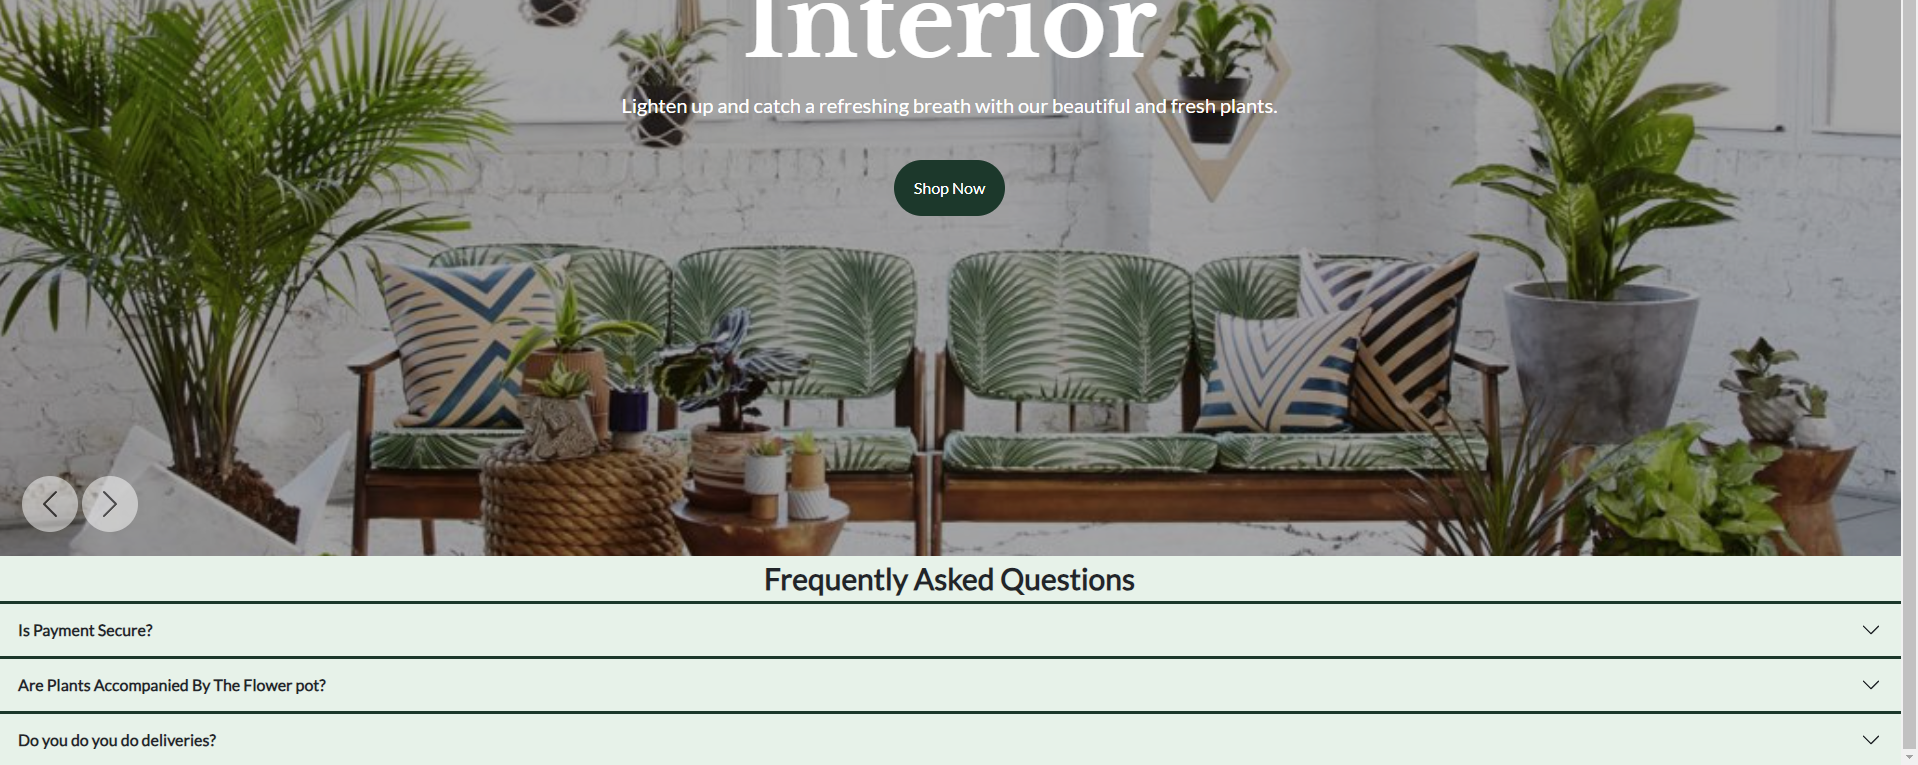 Interior
Lighten up and catch a refreshing breath with our beautiful and fresh plants.
Shop Now
Frequently Asked Questions
Is Payment Secure?
Are Plants Accompanied By The Flower pot?
Do you do you do deliveries?